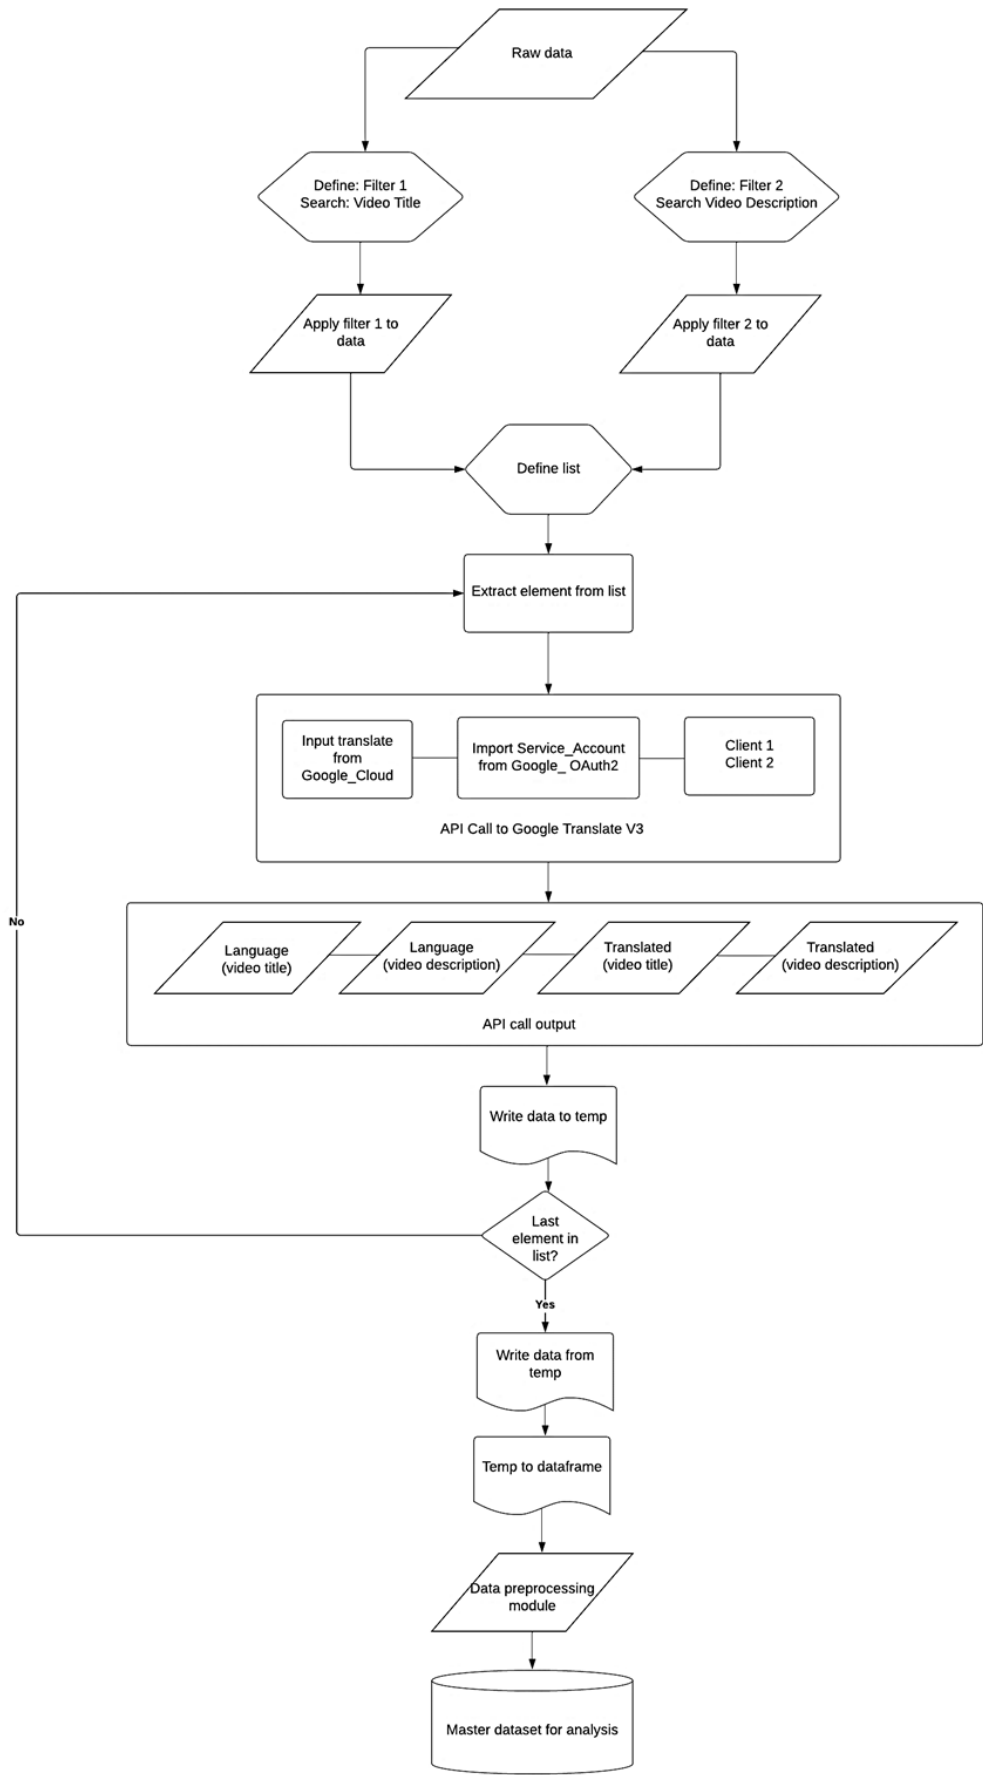 Raw data
Define: Filter 1
Search: Video Title
Define: Filter 2
Search Video Description
Apply filter 1 to
data
Apply filter 2 to
data
Define list
Extract element from list
Input translate
from
Google_Cloud
Import Service_Account
from Google_ OAuth2
Client 1
Client 2
API Call to Google Translate V3
No
Language
(video title)
Language
(video description)
Translated
(video title)
Translated
(video description)
API call output
Write data to temp
Last
element in
list?
Yes
Write data from
temp
Temp to dataframe
Data preprocessing
module
Master dataset for analysis